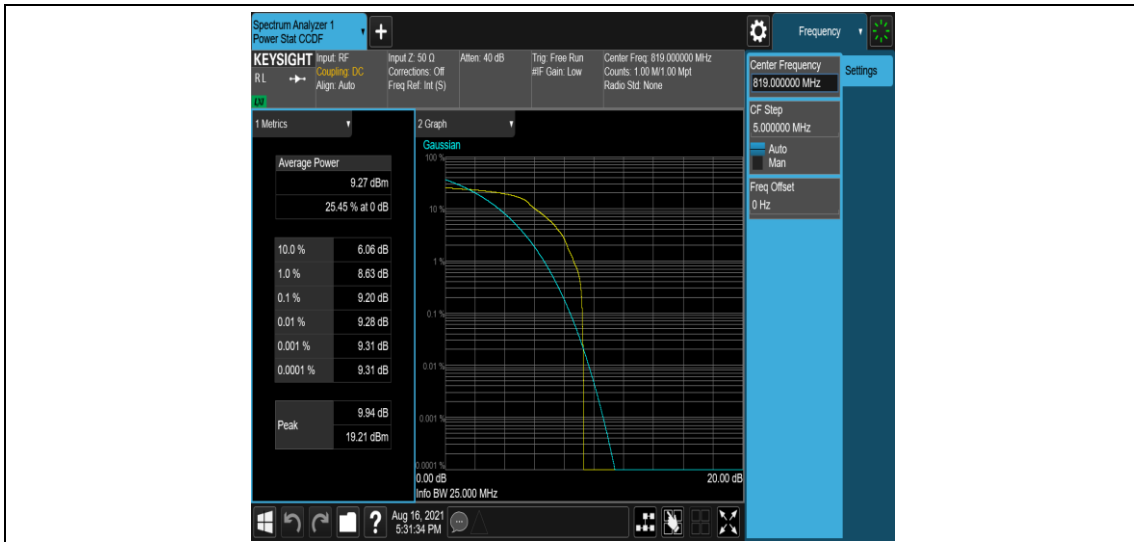 Spectrum Analyzer 1
Power Stat CCDF
+
Frequency
KEYSIGHT
RL
LM
Input: RF
Coupling: DC
Align: Auto
Input Z: 50 Ω
Corrections: Off
Freq Ref: Int (S)
Atten: 40 dB
Trig: Free Run
#IF Gain: Low
Center Freq: 819.000000 MHz
Counts: 1.00 M/1.00 Mpt
Radio Std: None
Center Frequency
819.000000 MHz
Settings
CF Step
5.000000 MHz
Auto
Man
Freq Offset
0 Hz
1 Metrics
Average Power
9.27 dBm
25.45 % at 0 dB
10.0 % 6.06 dB
1.0 % 8.63 dB
0.1 % 9.20 dB
0.01 % 9.28 dB
0.001 % 9.31 dB
0.0001 % 9.31 dB
Peak
9.94 dB
19.21 dBm
2 Graph
Gaussian
100 %
10 %
1 %
0.1 %
0.01 %
0.001 %
0.0001 %
0.00 dB
20.00 dB
Info BW 25.000 MHz
?
Aug 16, 2021
5:31:34 PM